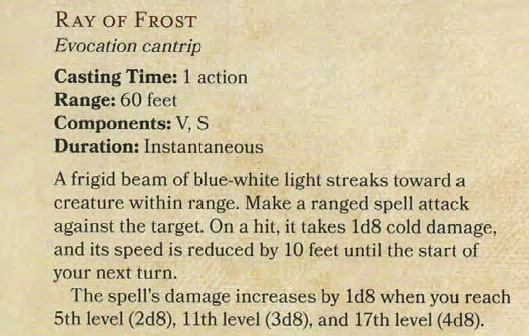 RAY OF FROST
Evocation cantrip
Casting Time: 1 action
Range: 60 feet
Components: V, S
Duration: Instantaneous
A frigid beam of blue-white light streaks toward a
creature within range. Make a ranged spell attack
against the target. On a hit, it takes 1d8 cold damage,
and its speed is reduced by 10 feet until the start of
your next turn.
The spell's damage increases by 1d8 when you reach
5th level (2d8), 11th level (3d8), and 17th level (4d8).